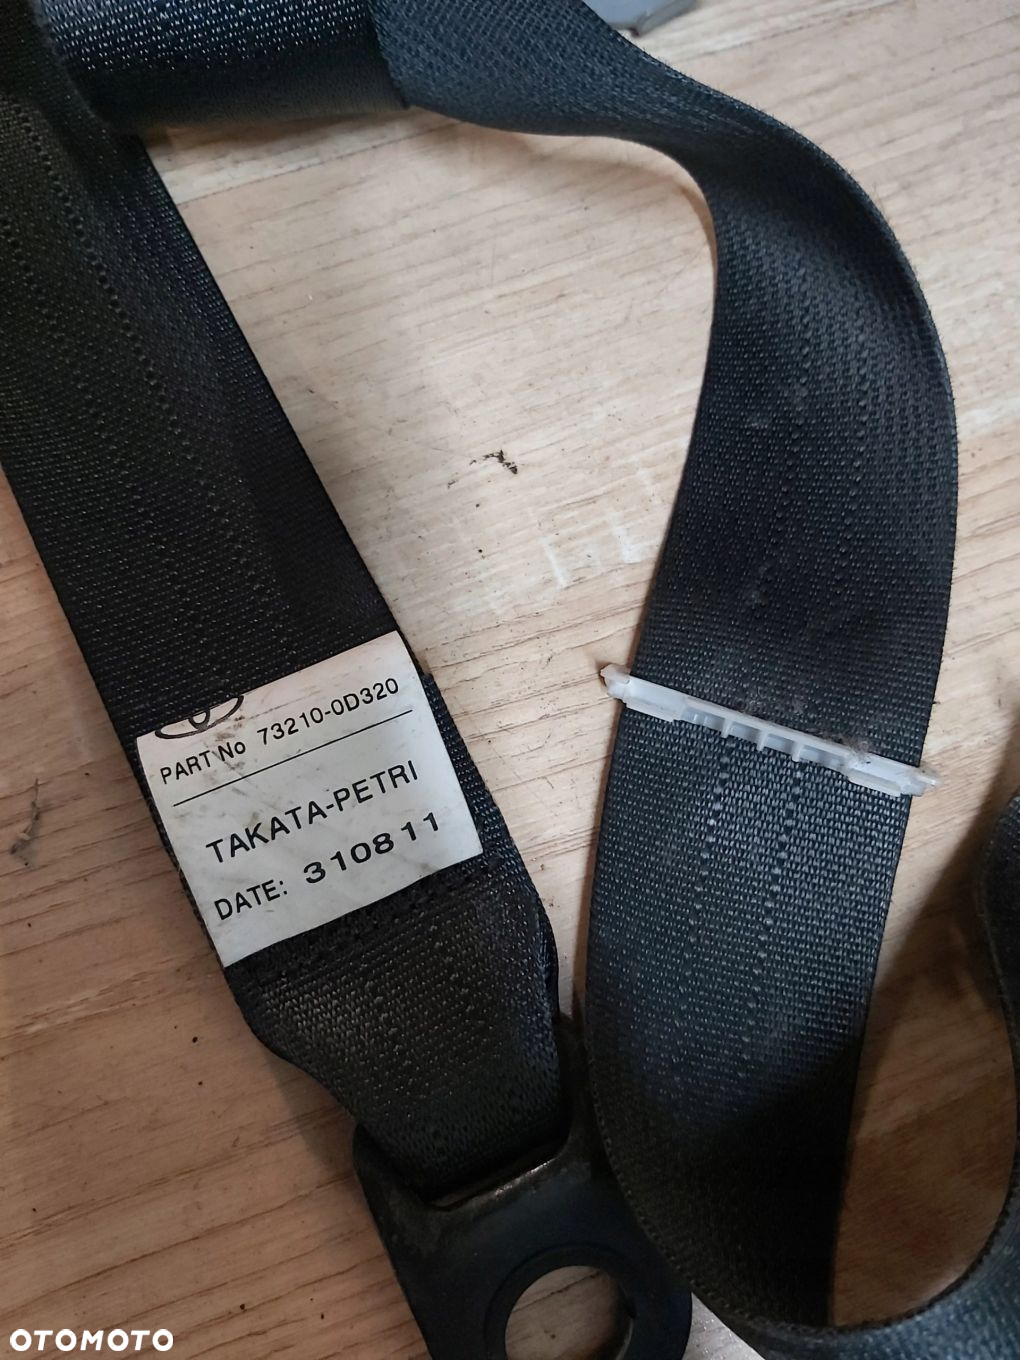 PART No 73210-0D320
TAKATA-PETRI
DATE: 310811
OTOMOTO